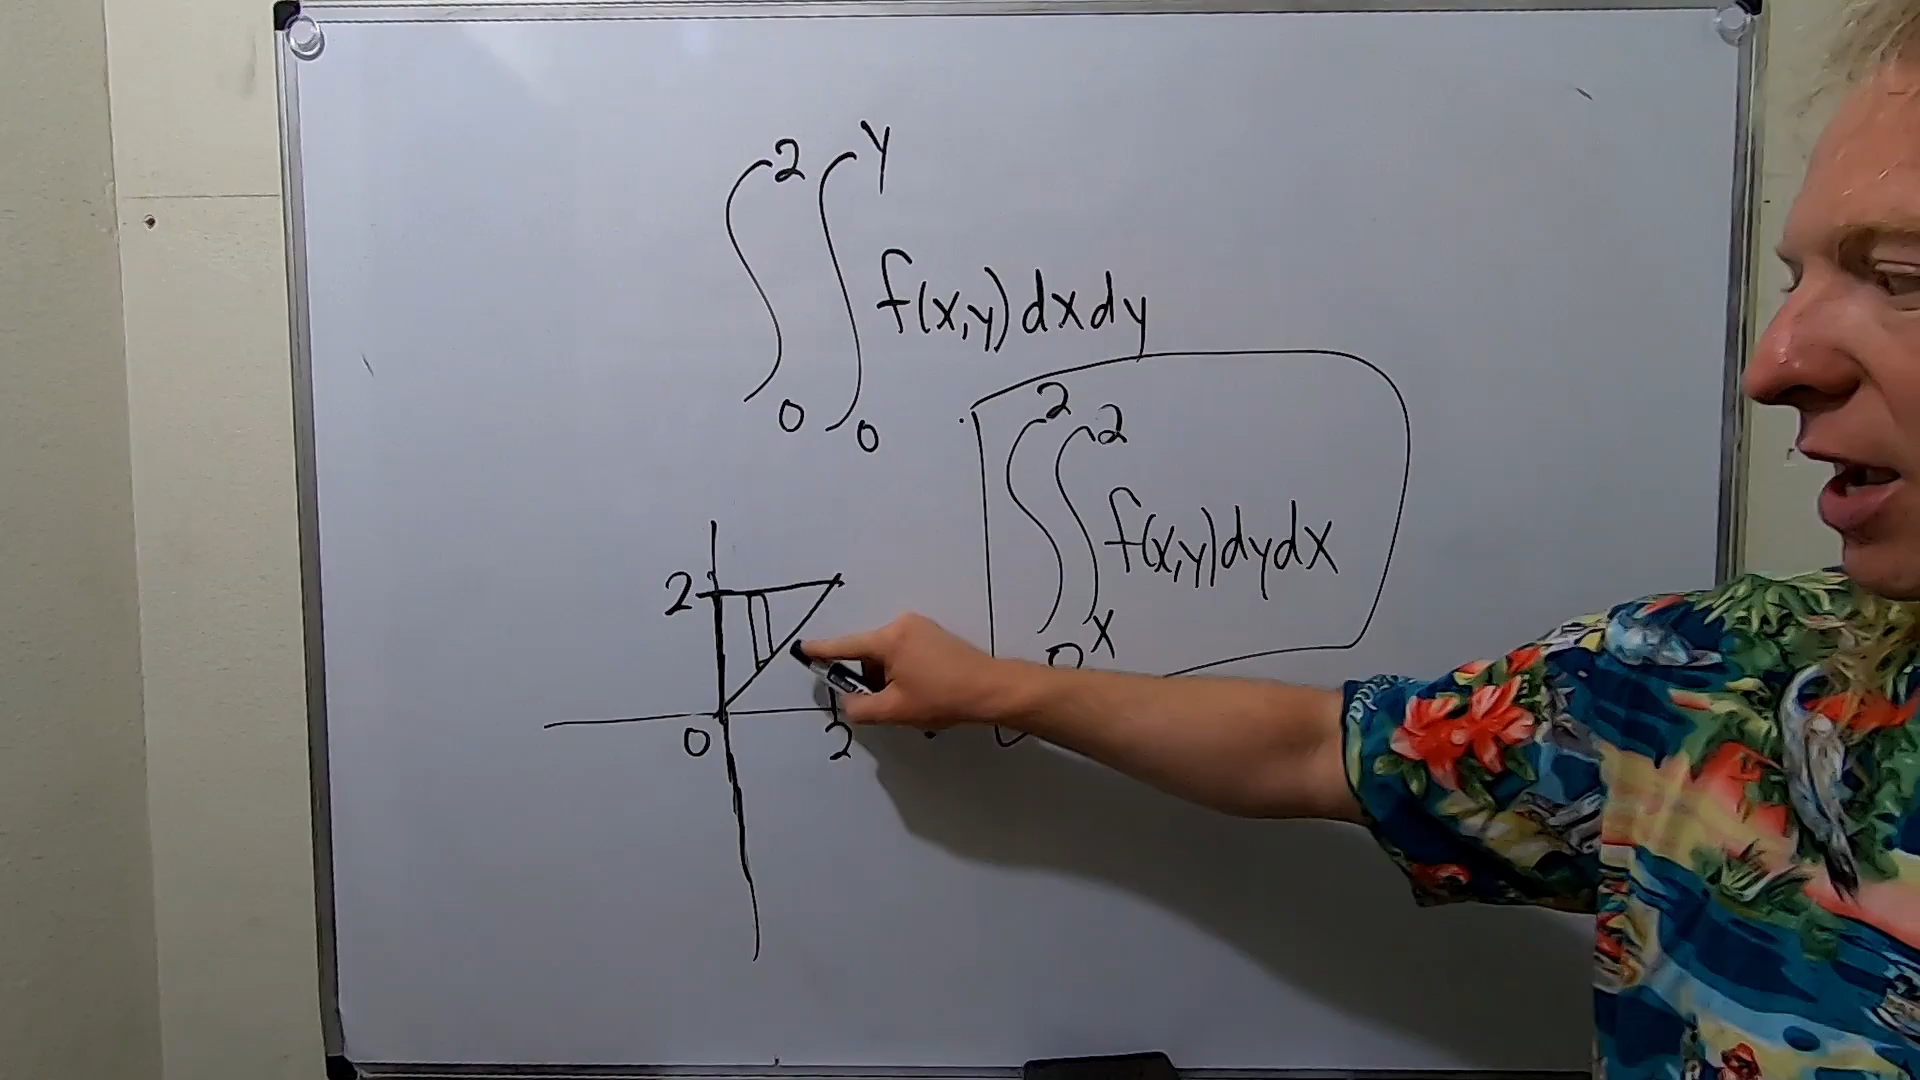 ∫₀² ∫₀ʸ f(x,y) dx dy
∫₀² ∫ₓ² f(x,y) dy dx
2
0 2